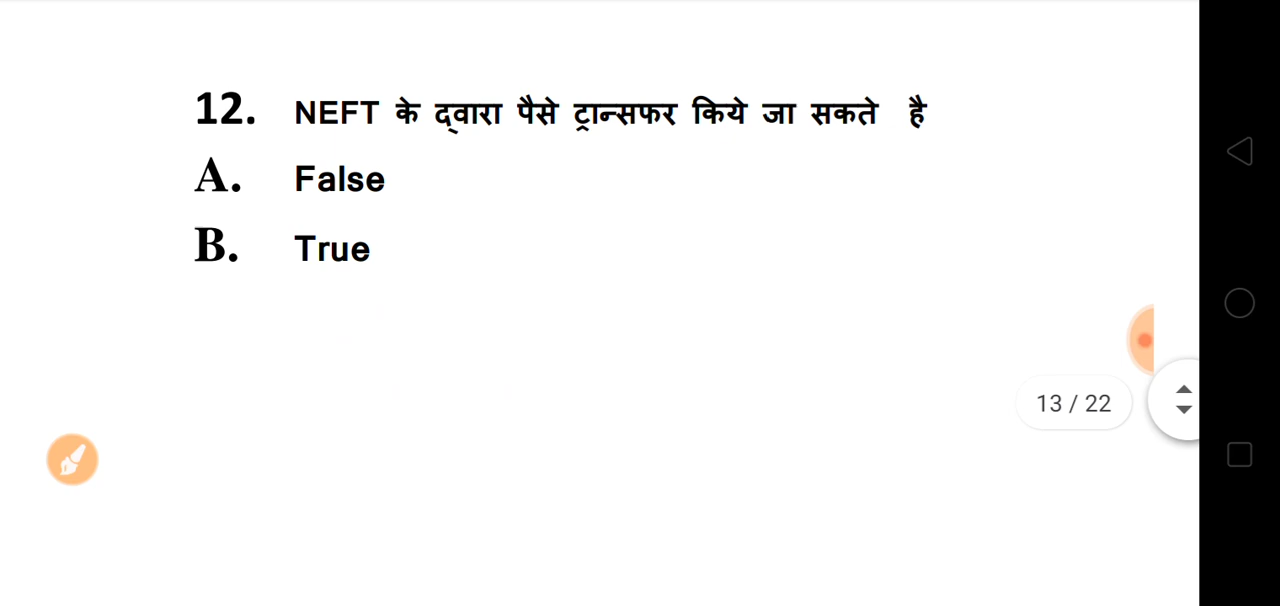 12. NEFT के द्वारा पैसे ट्रान्सफर किये जा सकते है
A. False
B. True
13 / 22